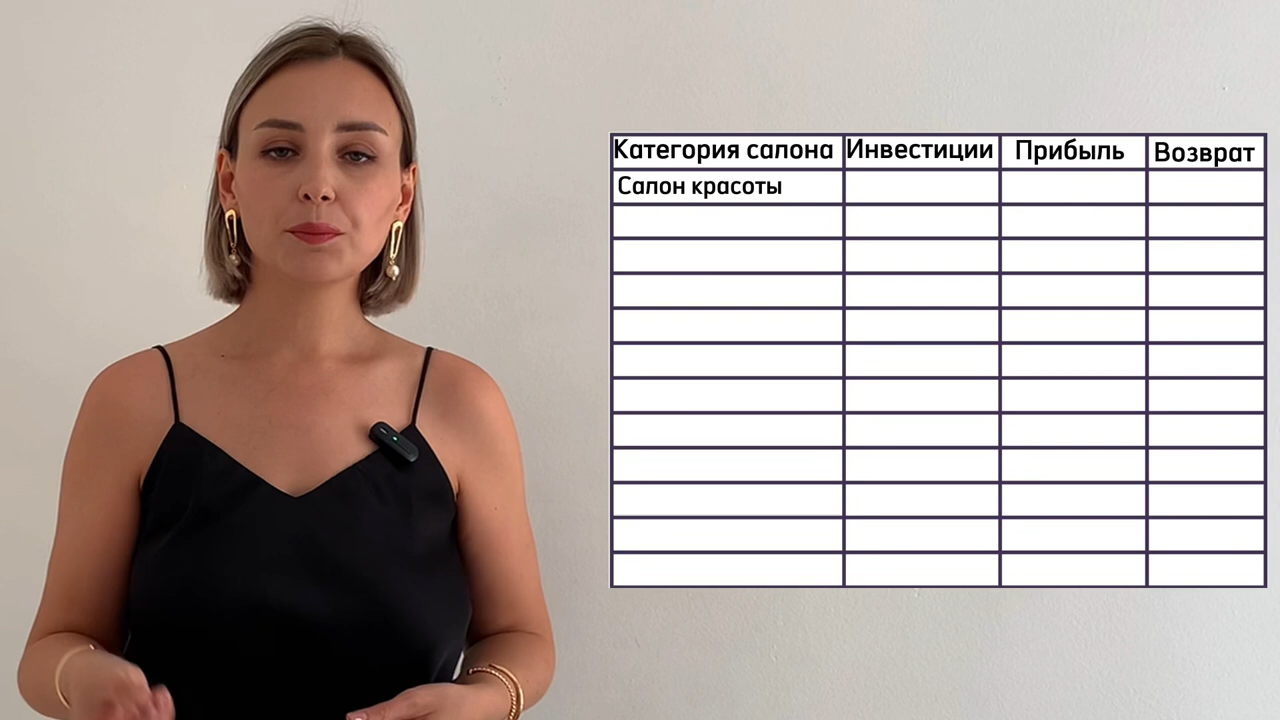 Категория салона Инвестиции Прибыль Возврат
Салон красоты